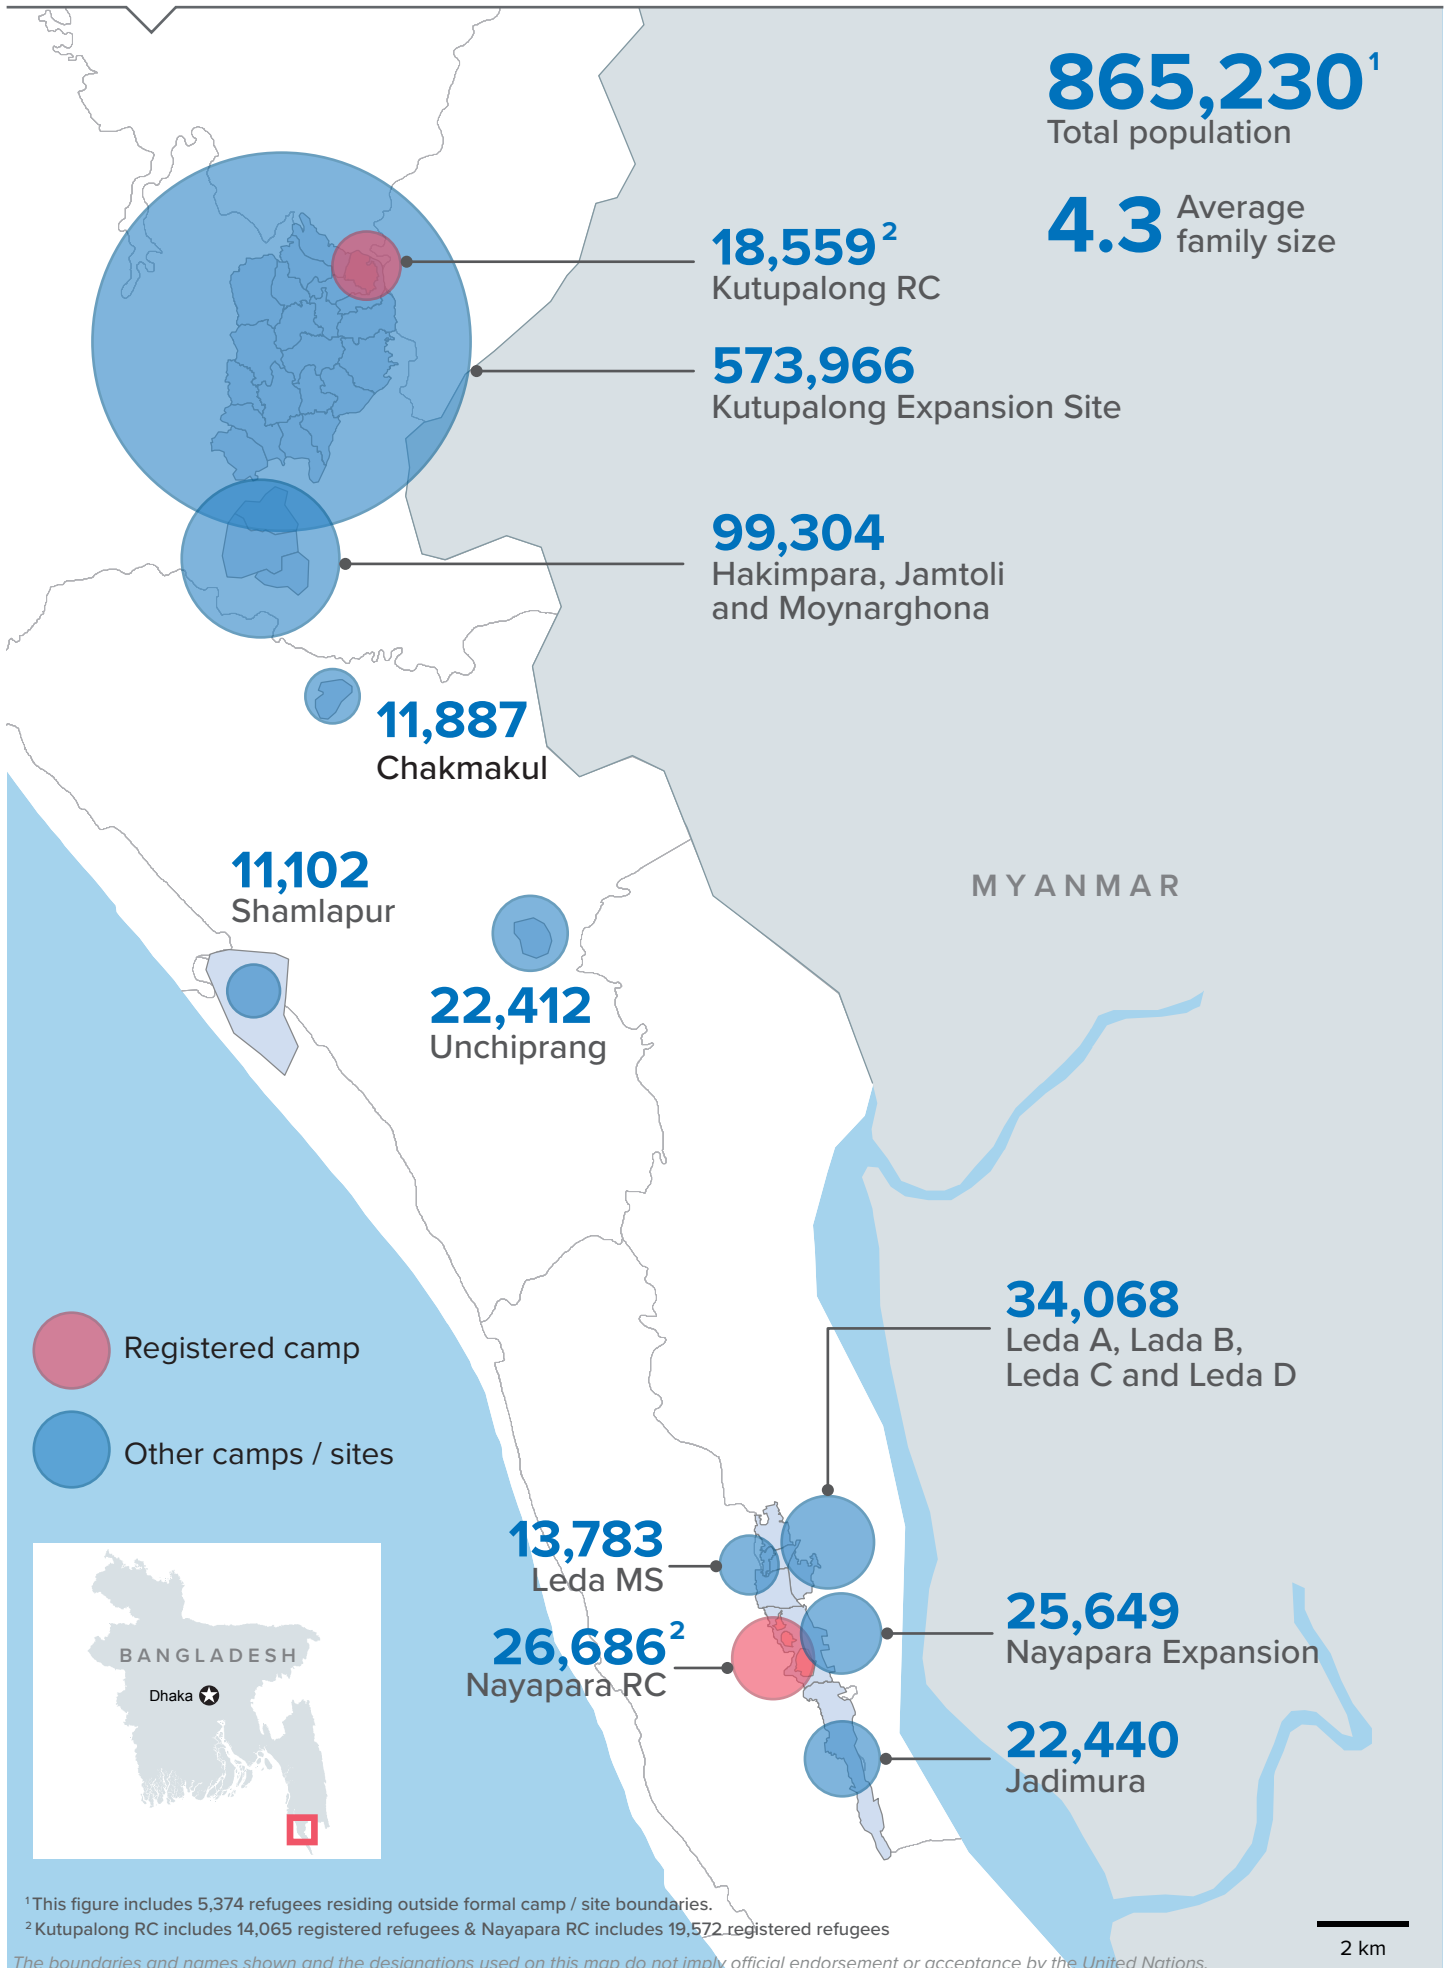 865,230¹
Total population
4.3 Average
family size
18,559²
Kutupalong RC
573,966
Kutupalong Expansion Site
99,304
Hakimpara, Jamtoli
and Moynarghona
11,887
Chakmakul
11,102
Shamlapur
22,412
Unchiprang
MYANMAR
34,068
Leda A, Lada B,
Leda C and Leda D
Registered camp
Other camps / sites
13,783
Leda MS
26,686²
Nayapara RC
25,649
Nayapara Expansion
22,440
Jadimura
BANGLADESH
Dhaka
¹ This figure includes 5,374 refugees residing outside formal camp / site boundaries.
² Kutupalong RC includes 14,065 registered refugees & Nayapara RC includes 19,572 registered refugees
2 km
The boundaries and names shown and the designations used on this map do not imply official endorsement or acceptance by the United Nations.